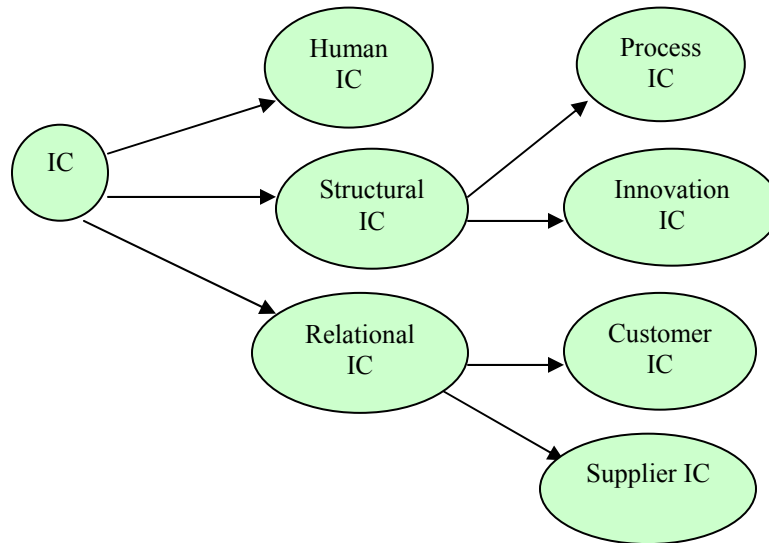 Human
IC
Process
IC
IC
Structural
IC
Innovation
IC
Relational
IC
Customer
IC
Supplier IC